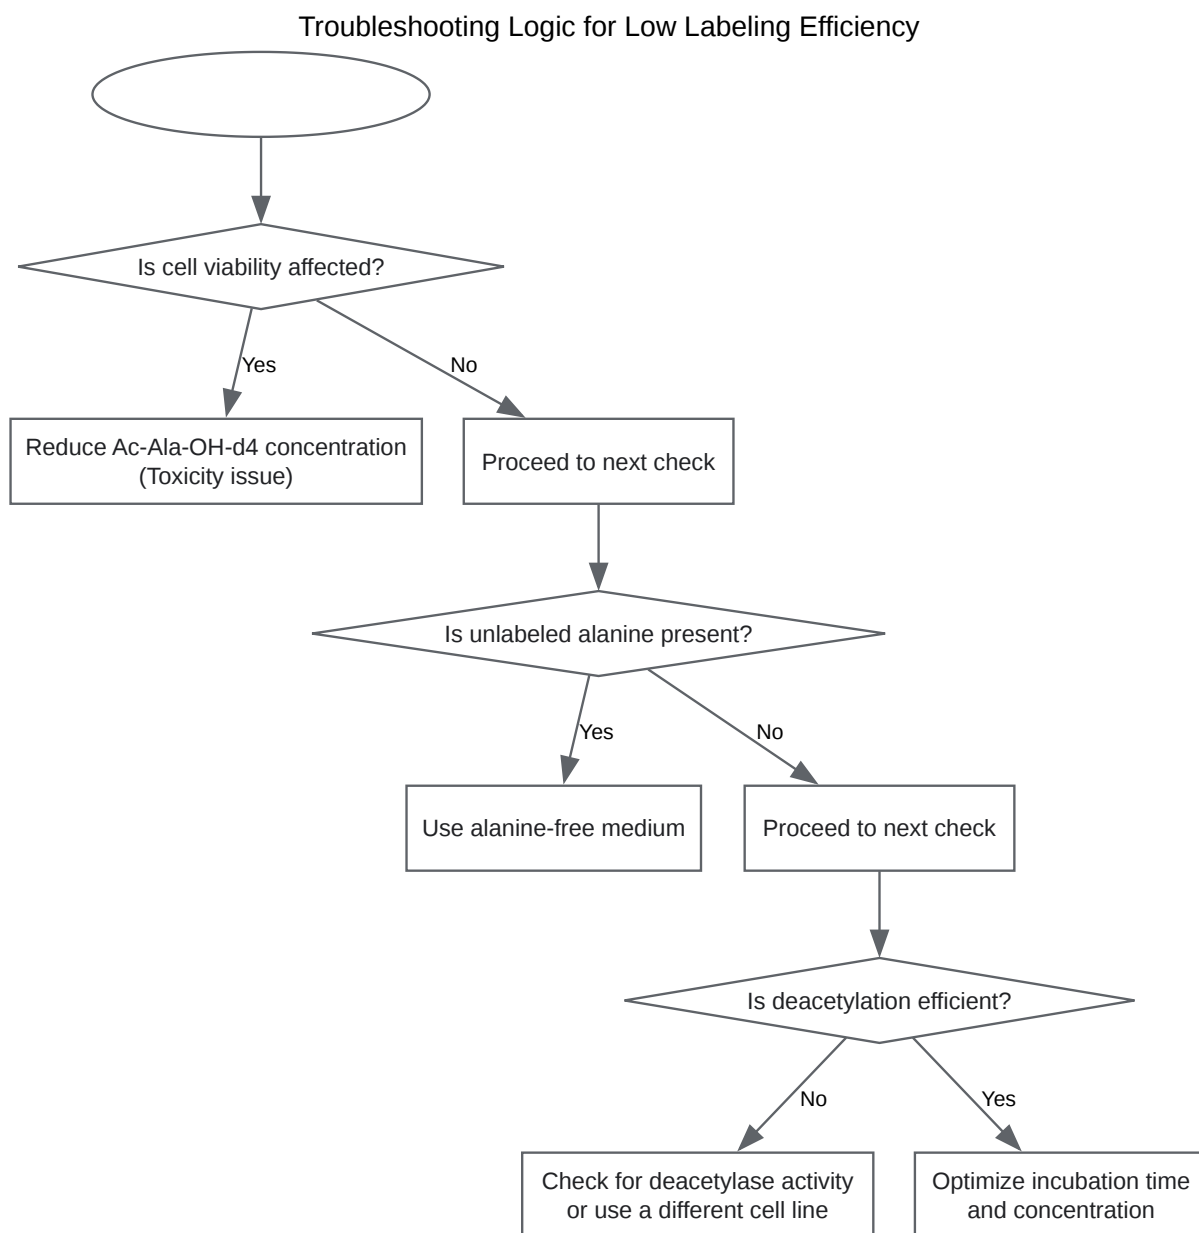 Troubleshooting Logic for Low Labeling Efficiency
Is cell viability affected?
Yes
No
Reduce Ac-Ala-OH-d4 concentration
(Toxicity issue)
Proceed to next check
Is unlabeled alanine present?
Yes
No
Use alanine-free medium
Proceed to next check
Is deacetylation efficient?
No
Yes
Check for deacetylase activity
or use a different cell line
Optimize incubation time
and concentration